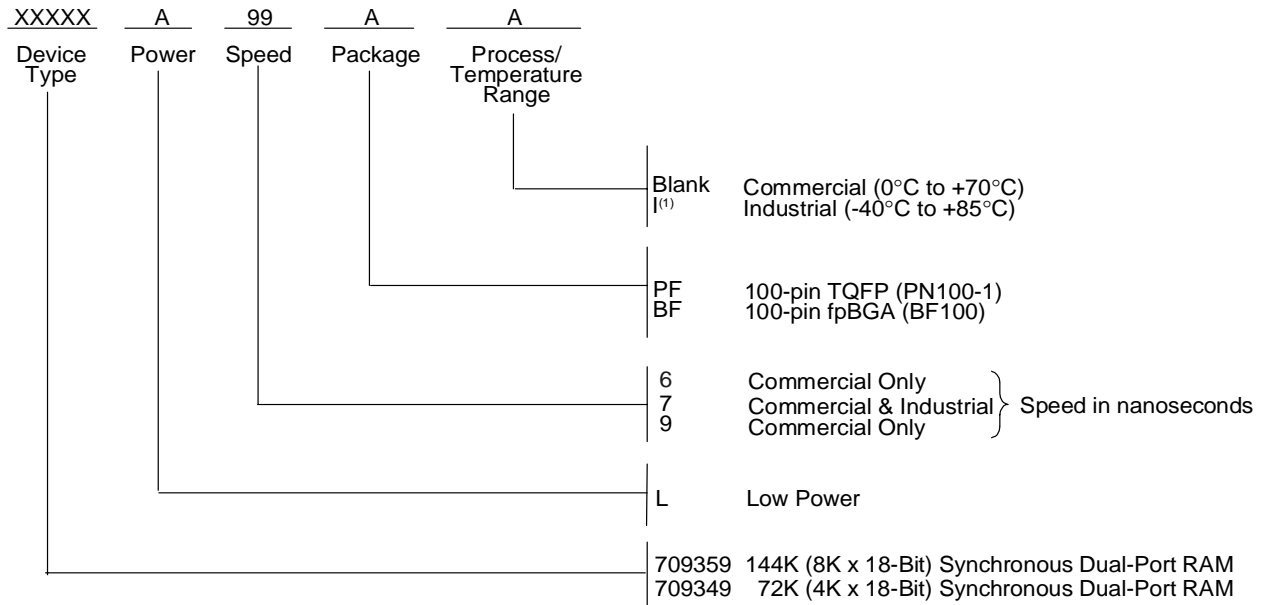 XXXXX A 99 A A
Device Type Power Speed Package Process/ Temperature Range
Blank Commercial (0°C to +70°C)
I(1) Industrial (-40°C to +85°C)
PF 100-pin TQFP (PN100-1)
BF 100-pin fpBGA (BF100)
6 Commercial Only
7 Commercial & Industrial Speed in nanoseconds
9 Commercial Only
L Low Power
709359 144K (8K x 18-Bit) Synchronous Dual-Port RAM
709349 72K (4K x 18-Bit) Synchronous Dual-Port RAM